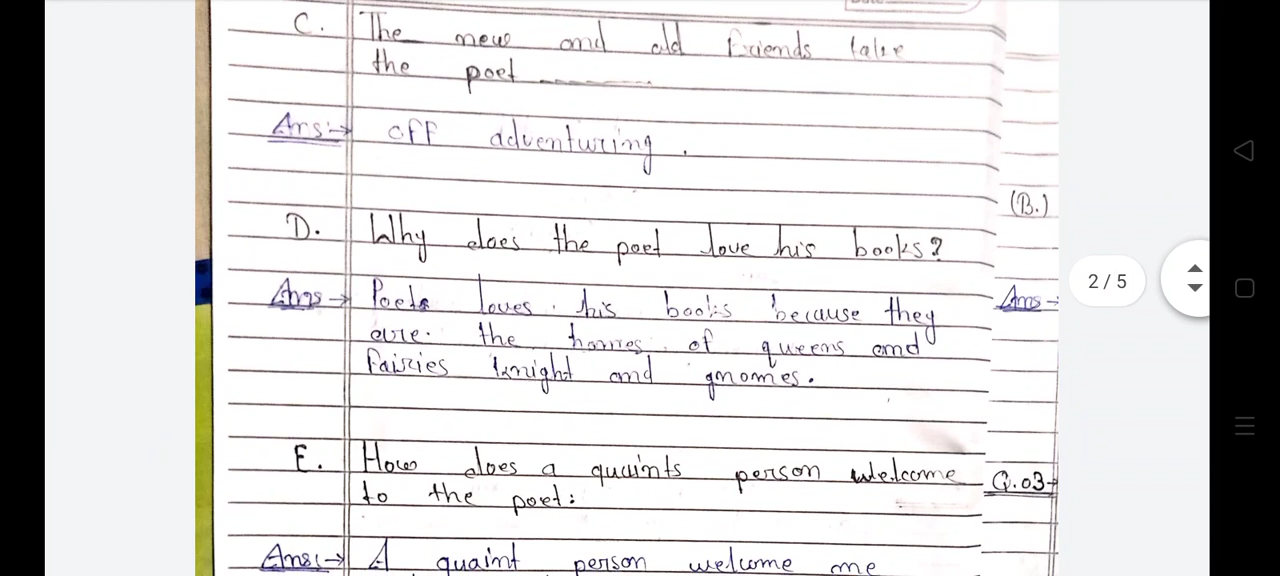 C. The new and old friends take
the poet ________.
Ans:→ off adventuring.
D. Why does the poet love his books?
Ans → Poets loves his books because they
are the homes of queens and
fairies knight and gnomes.
E. How does a quaints person welcome
to the poet:
Ans:→ A quaint person welcome me
(B.)
Ans →
Q.03→
2 / 5